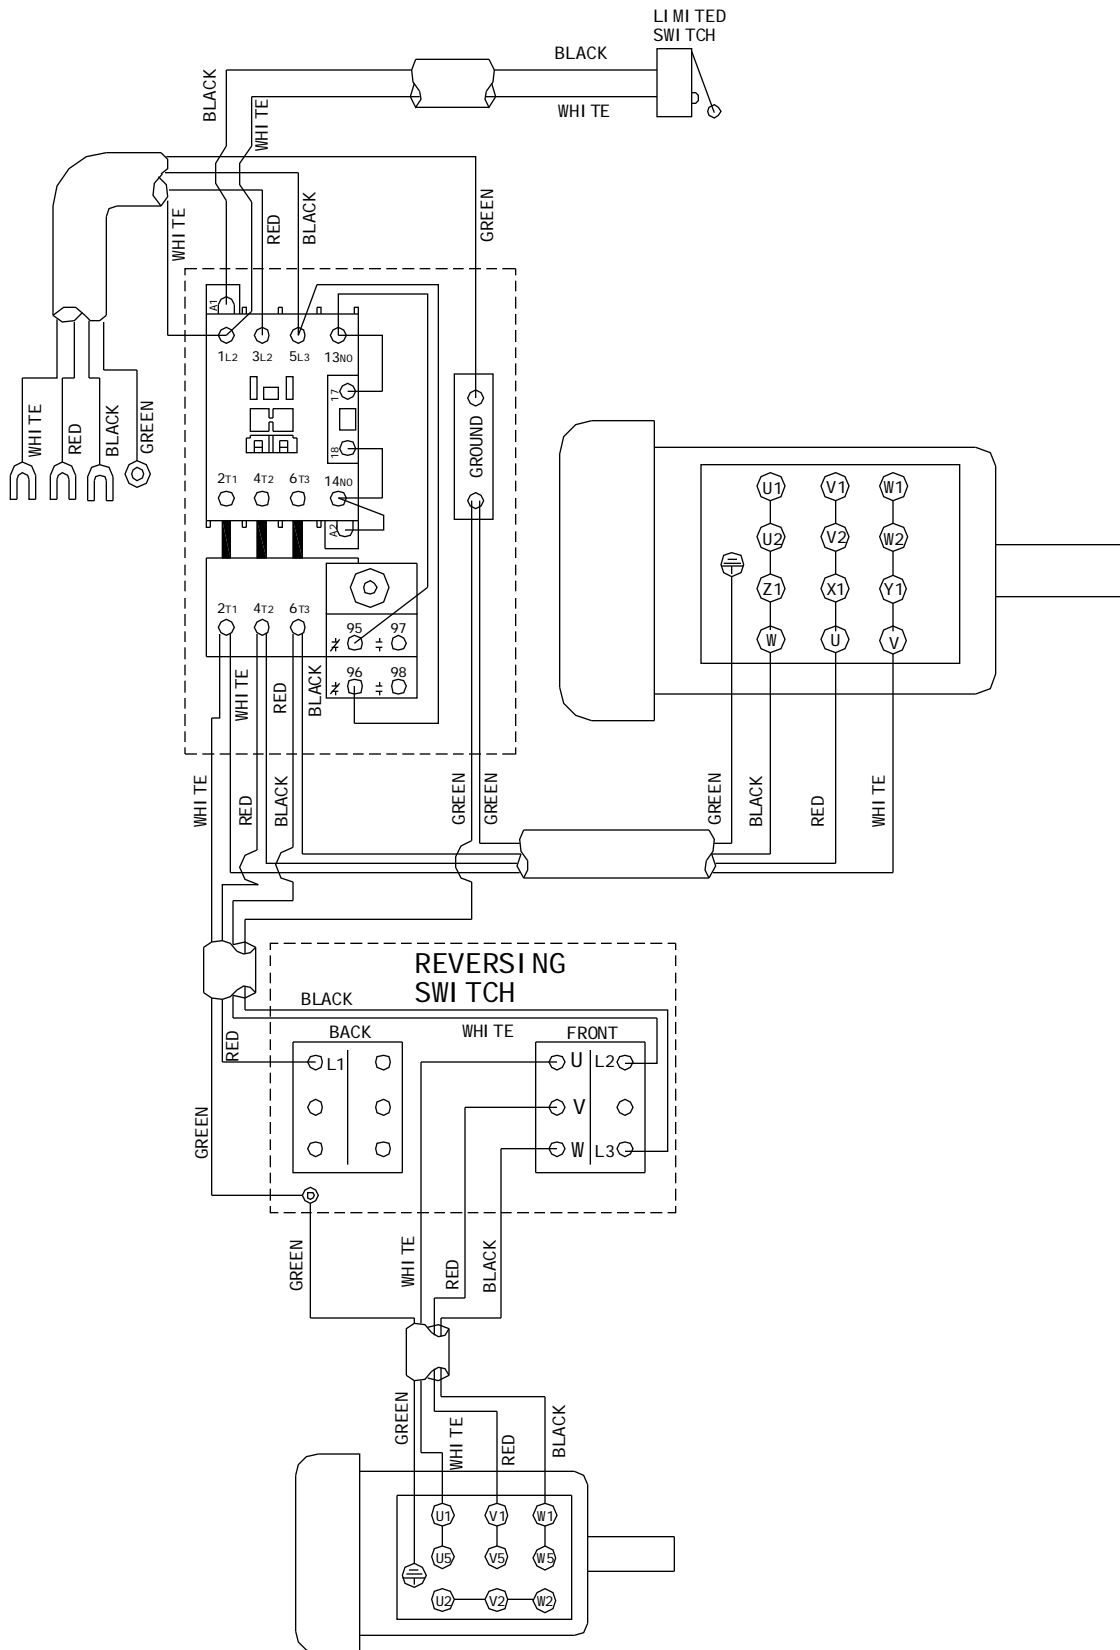 LIMITED
SWITCH
BLACK
WHITE
BLACK
WHITE
WHITE
RED
BLACK
GREEN
A1
1L2 3L2 5L3 13NO
17
18
GROUND
WHITE
RED
BLACK
GREEN
2T1 4T2 6T3 14NO
A2
2T1 4T2 6T3
95 97
96 98
WHITE
RED
BLACK
U1 V1 W1
U2 V2 W2
Z1 X1 Y1
W U V
WHITE
RED
BLACK
GREEN
GREEN
GREEN
BLACK
RED
WHITE
REVERSING
SWITCH
BLACK
WHITE
RED
BACK
FRONT
L1
U L2
V
W L3
GREEN
GREEN
WHITE
RED
BLACK
GREEN
WHITE
RED
BLACK
U1 V1 W1
U5 V5 W5
U2 V2 W2